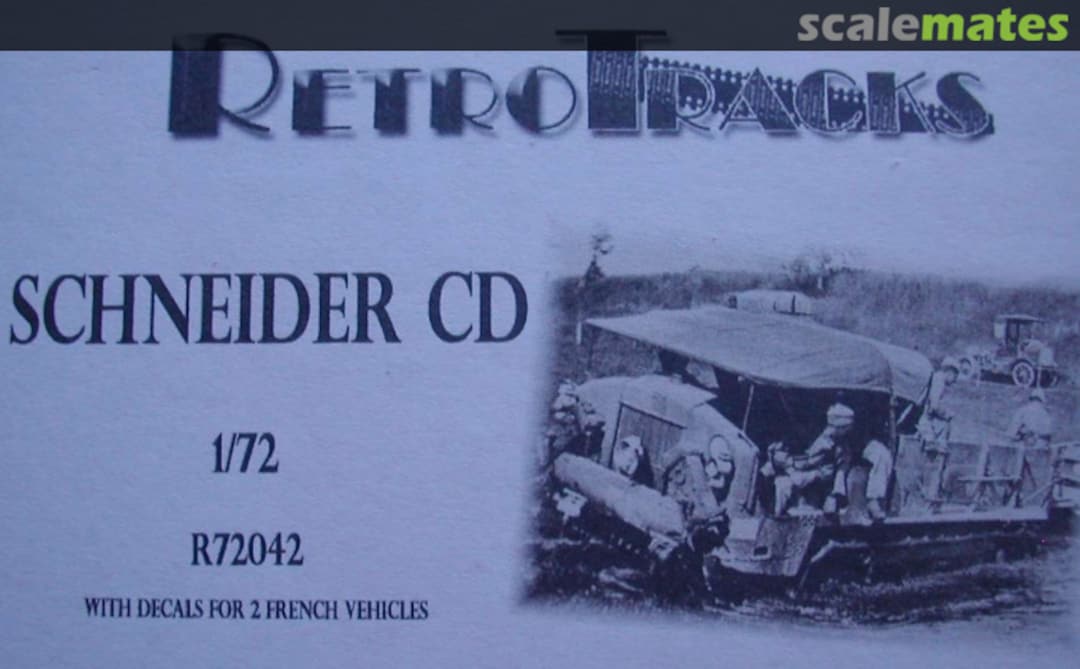 scalemates
RETROTRACKS
SCHNEIDER CD
1/72
R72042
WITH DECALS FOR 2 FRENCH VEHICLES